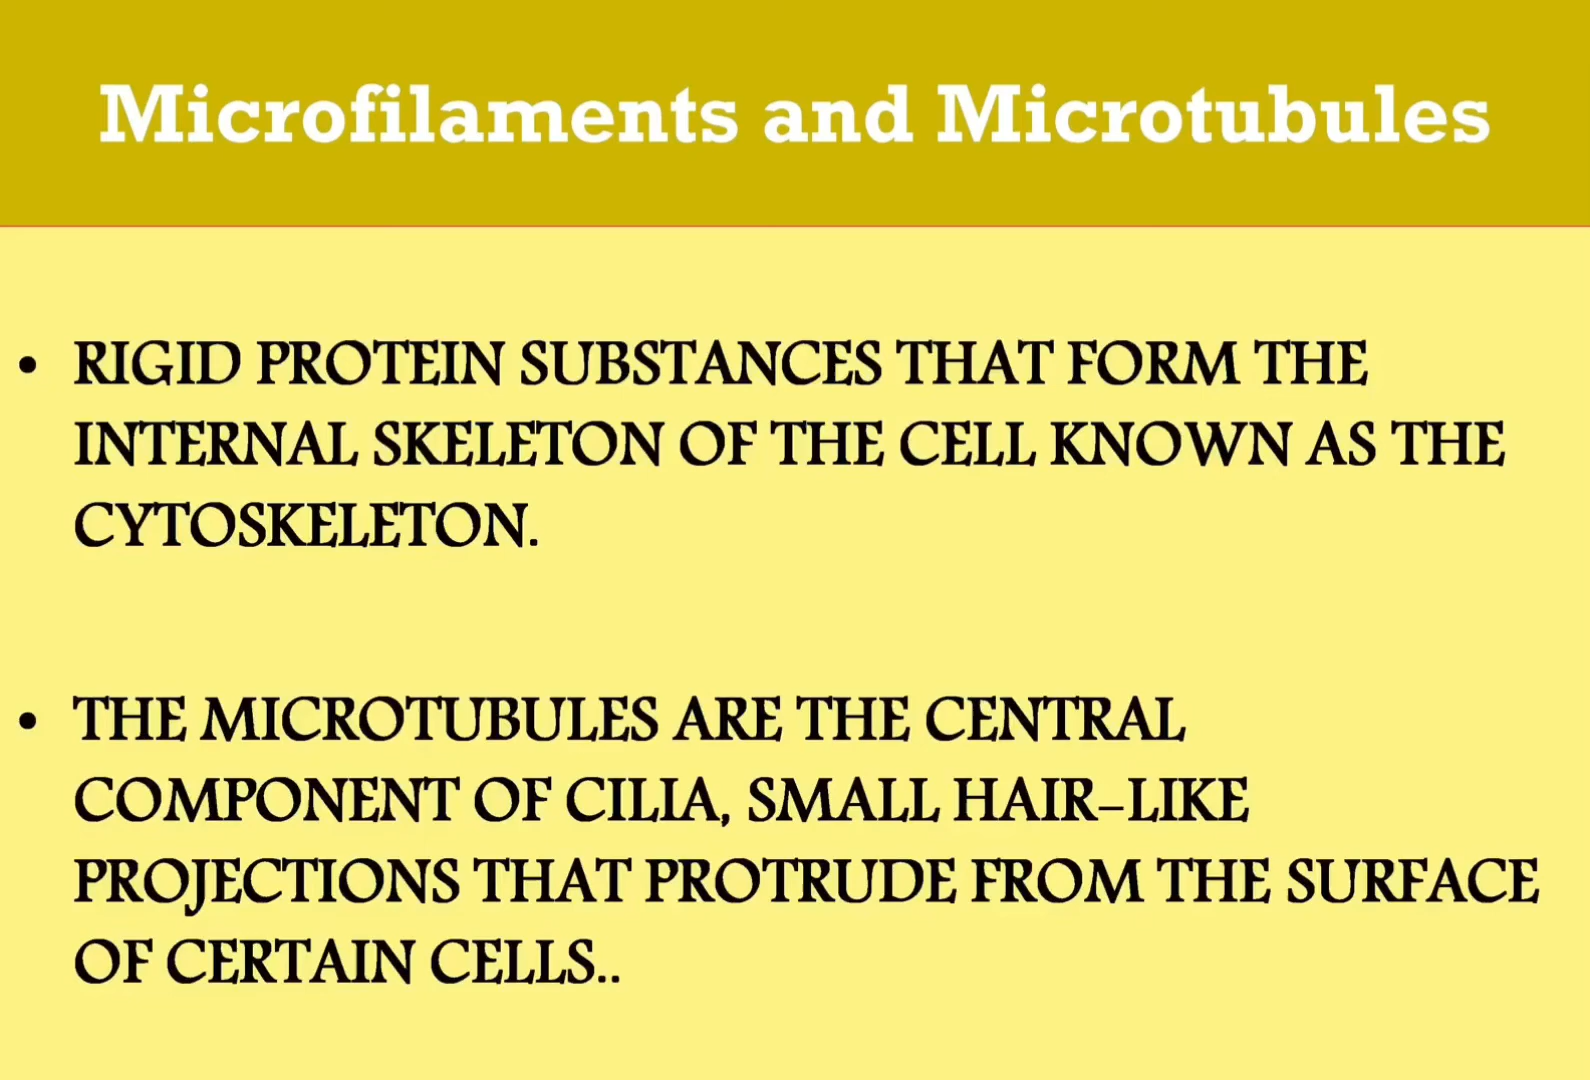 Microfilaments and Microtubules
• RIGID PROTEIN SUBSTANCES THAT FORM THE
INTERNAL SKELETON OF THE CELL KNOWN AS THE
CYTOSKELETON.
• THE MICROTUBULES ARE THE CENTRAL
COMPONENT OF CILIA, SMALL HAIR-LIKE
PROJECTIONS THAT PROTRUDE FROM THE SURFACE
OF CERTAIN CELLS..